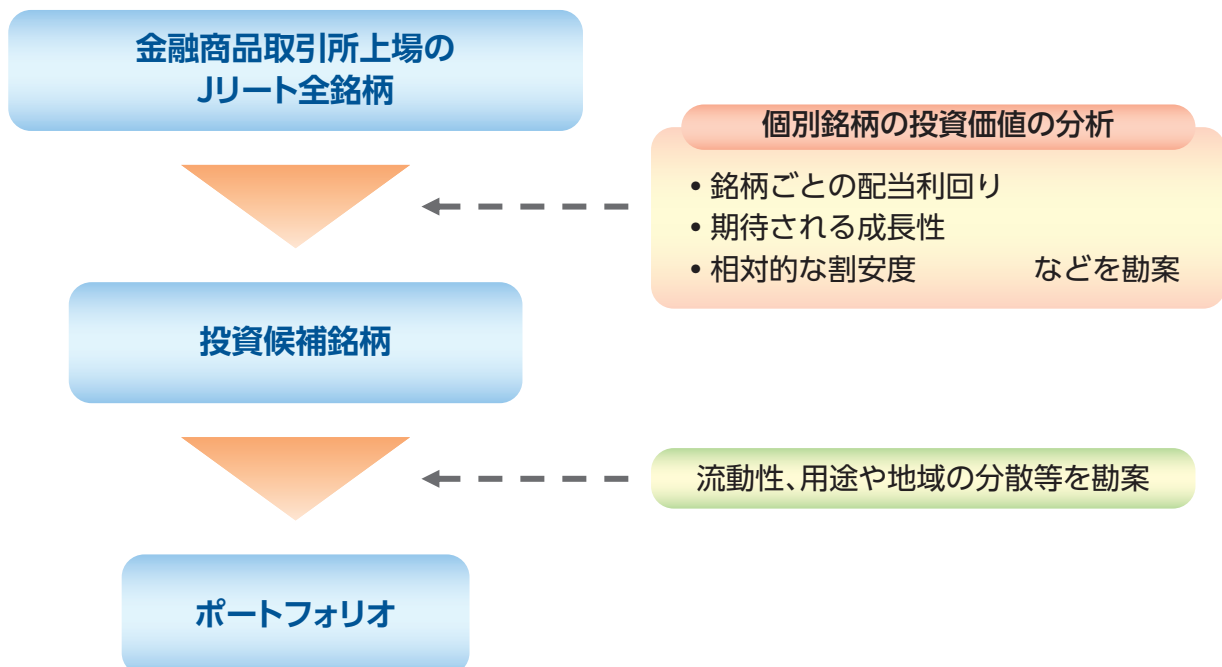 金融商品取引所上場の
Jリート全銘柄
個別銘柄の投資価値の分析
• 銘柄ごとの配当利回り
• 期待される成長性
• 相対的な割安度 などを勘案
投資候補銘柄
流動性、用途や地域の分散等を勘案
ポートフォリオ